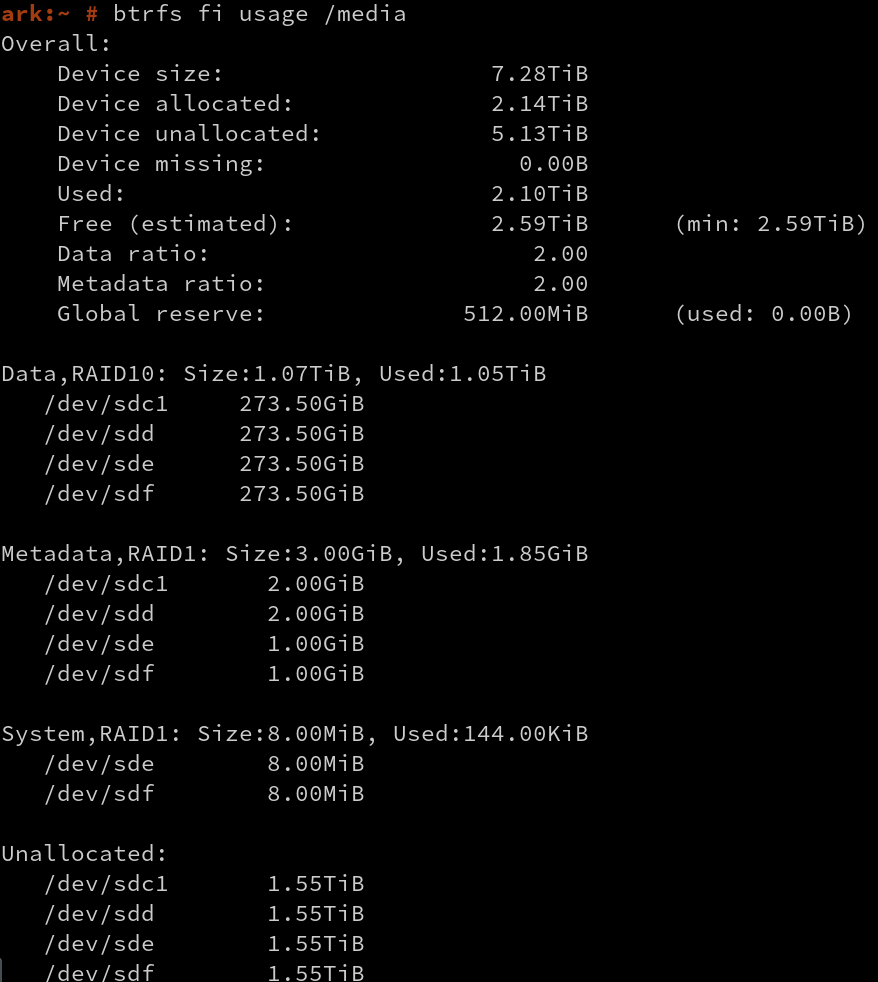 ark:~ # btrfs fi usage /media
Overall:
    Device size:                   7.28TiB
    Device allocated:              2.14TiB
    Device unallocated:            5.13TiB
    Device missing:                  0.00B
    Used:                          2.10TiB
    Free (estimated):              2.59TiB      (min: 2.59TiB)
    Data ratio:                       2.00
    Metadata ratio:                   2.00
    Global reserve:              512.00MiB      (used: 0.00B)

Data,RAID10: Size:1.07TiB, Used:1.05TiB
   /dev/sdc1     273.50GiB
   /dev/sdd      273.50GiB
   /dev/sde      273.50GiB
   /dev/sdf      273.50GiB

Metadata,RAID1: Size:3.00GiB, Used:1.85GiB
   /dev/sdc1       2.00GiB
   /dev/sdd        2.00GiB
   /dev/sde        1.00GiB
   /dev/sdf        1.00GiB

System,RAID1: Size:8.00MiB, Used:144.00KiB
   /dev/sde        8.00MiB
   /dev/sdf        8.00MiB

Unallocated:
   /dev/sdc1       1.55TiB
   /dev/sdd        1.55TiB
   /dev/sde        1.55TiB
   /dev/sdf        1.55TiB